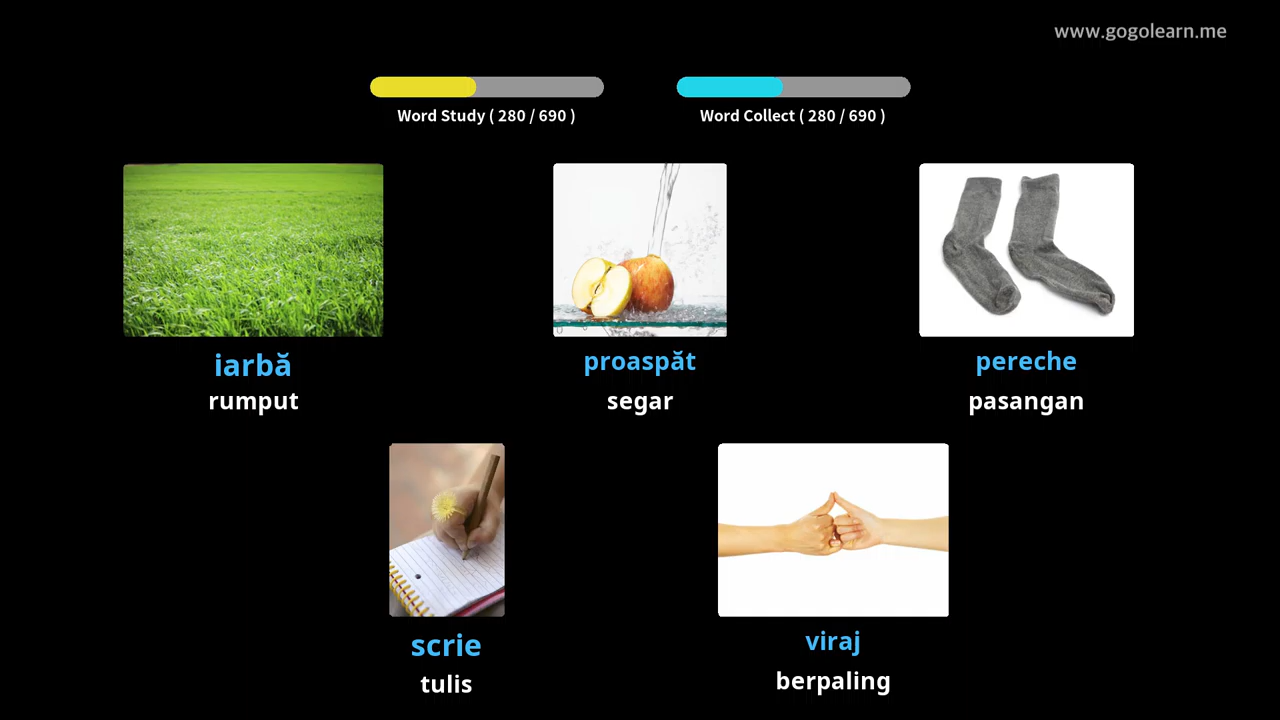 www.gogolearn.me
Word Study ( 280 / 690 )
Word Collect ( 280 / 690 )
iarbă
rumput
proaspăt
segar
pereche
pasangan
scrie
tulis
viraj
berpaling